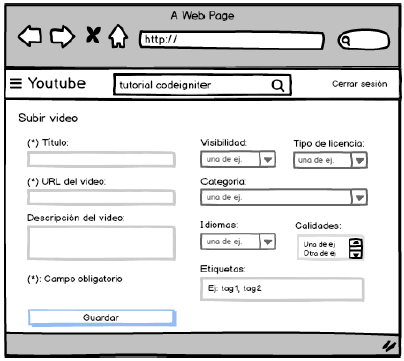 A Web Page
http://
Youtube
tutorial codeigniter
Cerrar sesión
Subir video
(*) Título:
Visibilidad:
Tipo de licencia:
una de ej.
una de ej.
(*) URL del video:
Categoria:
una de ej.
Descripción del video:
Idiomas:
Calidades:
una de ej.
Una de ej
Otra de ej
(*): Campo obligatorio
Etiquetas:
Ej: tag1, tag2
Guardar